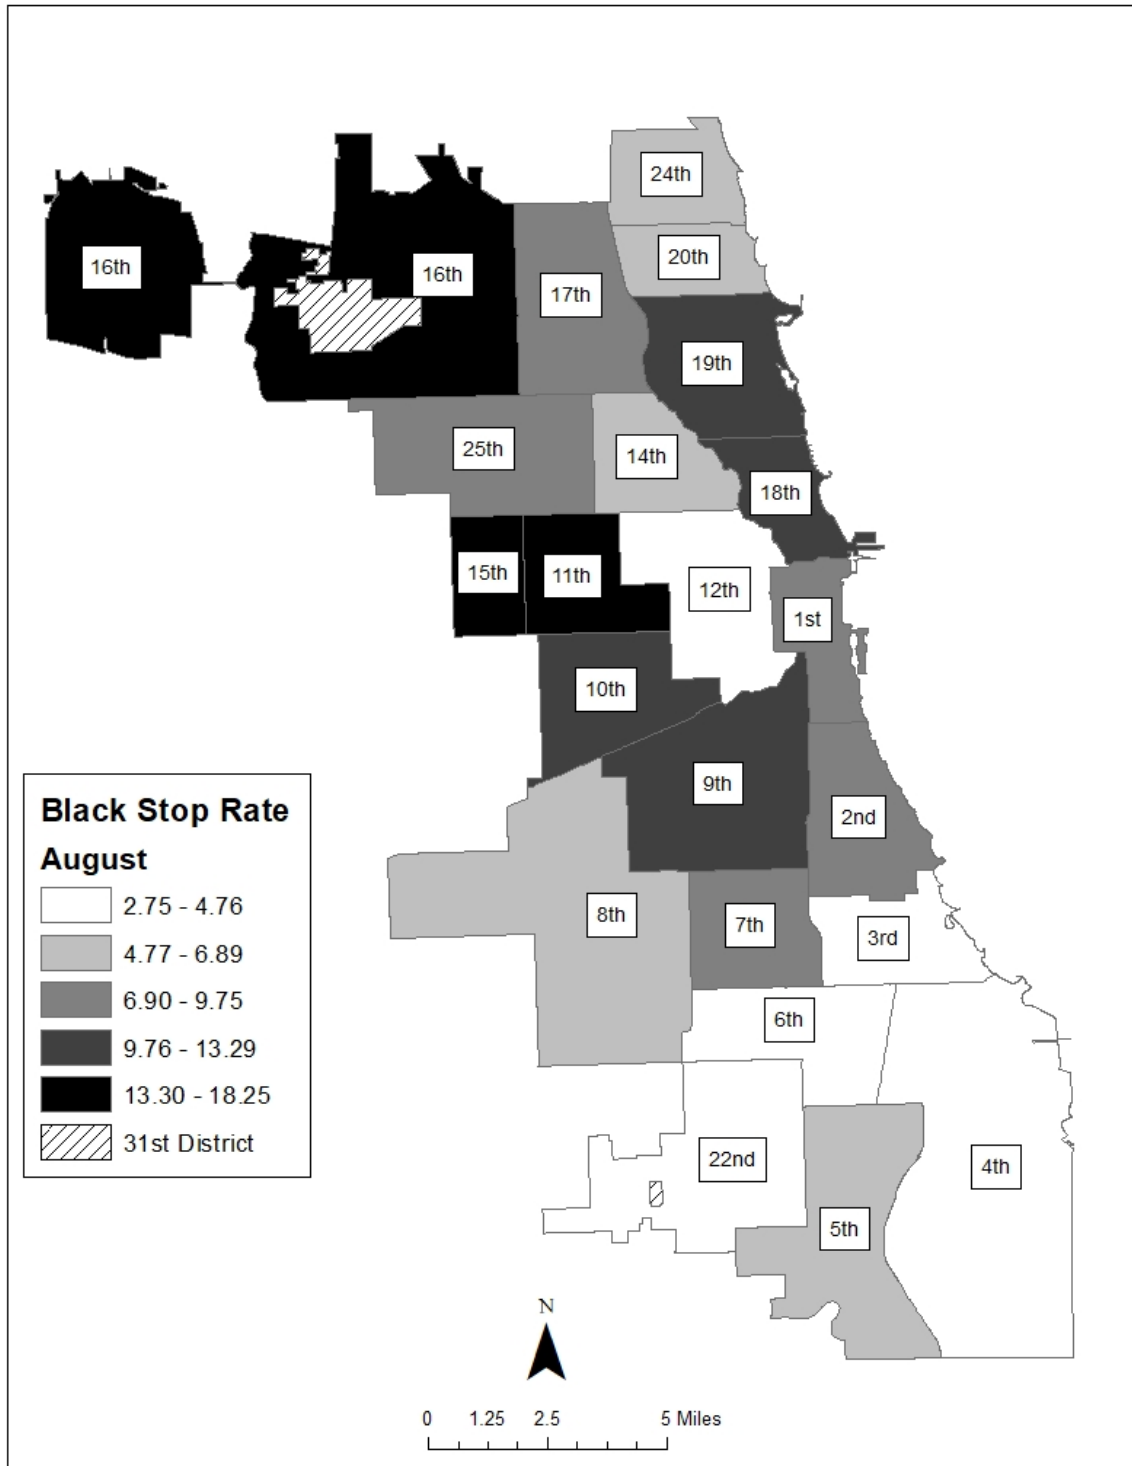 24th
20th
16th
16th
17th
19th
25th
14th
18th
15th
11th
12th
1st
10th
9th
2nd
8th
7th
3rd
6th
22nd
4th
5th
Black Stop Rate
August
2.75 - 4.76
4.77 - 6.89
6.90 - 9.75
9.76 - 13.29
13.30 - 18.25
31st District
N
0 1.25 2.5 5 Miles